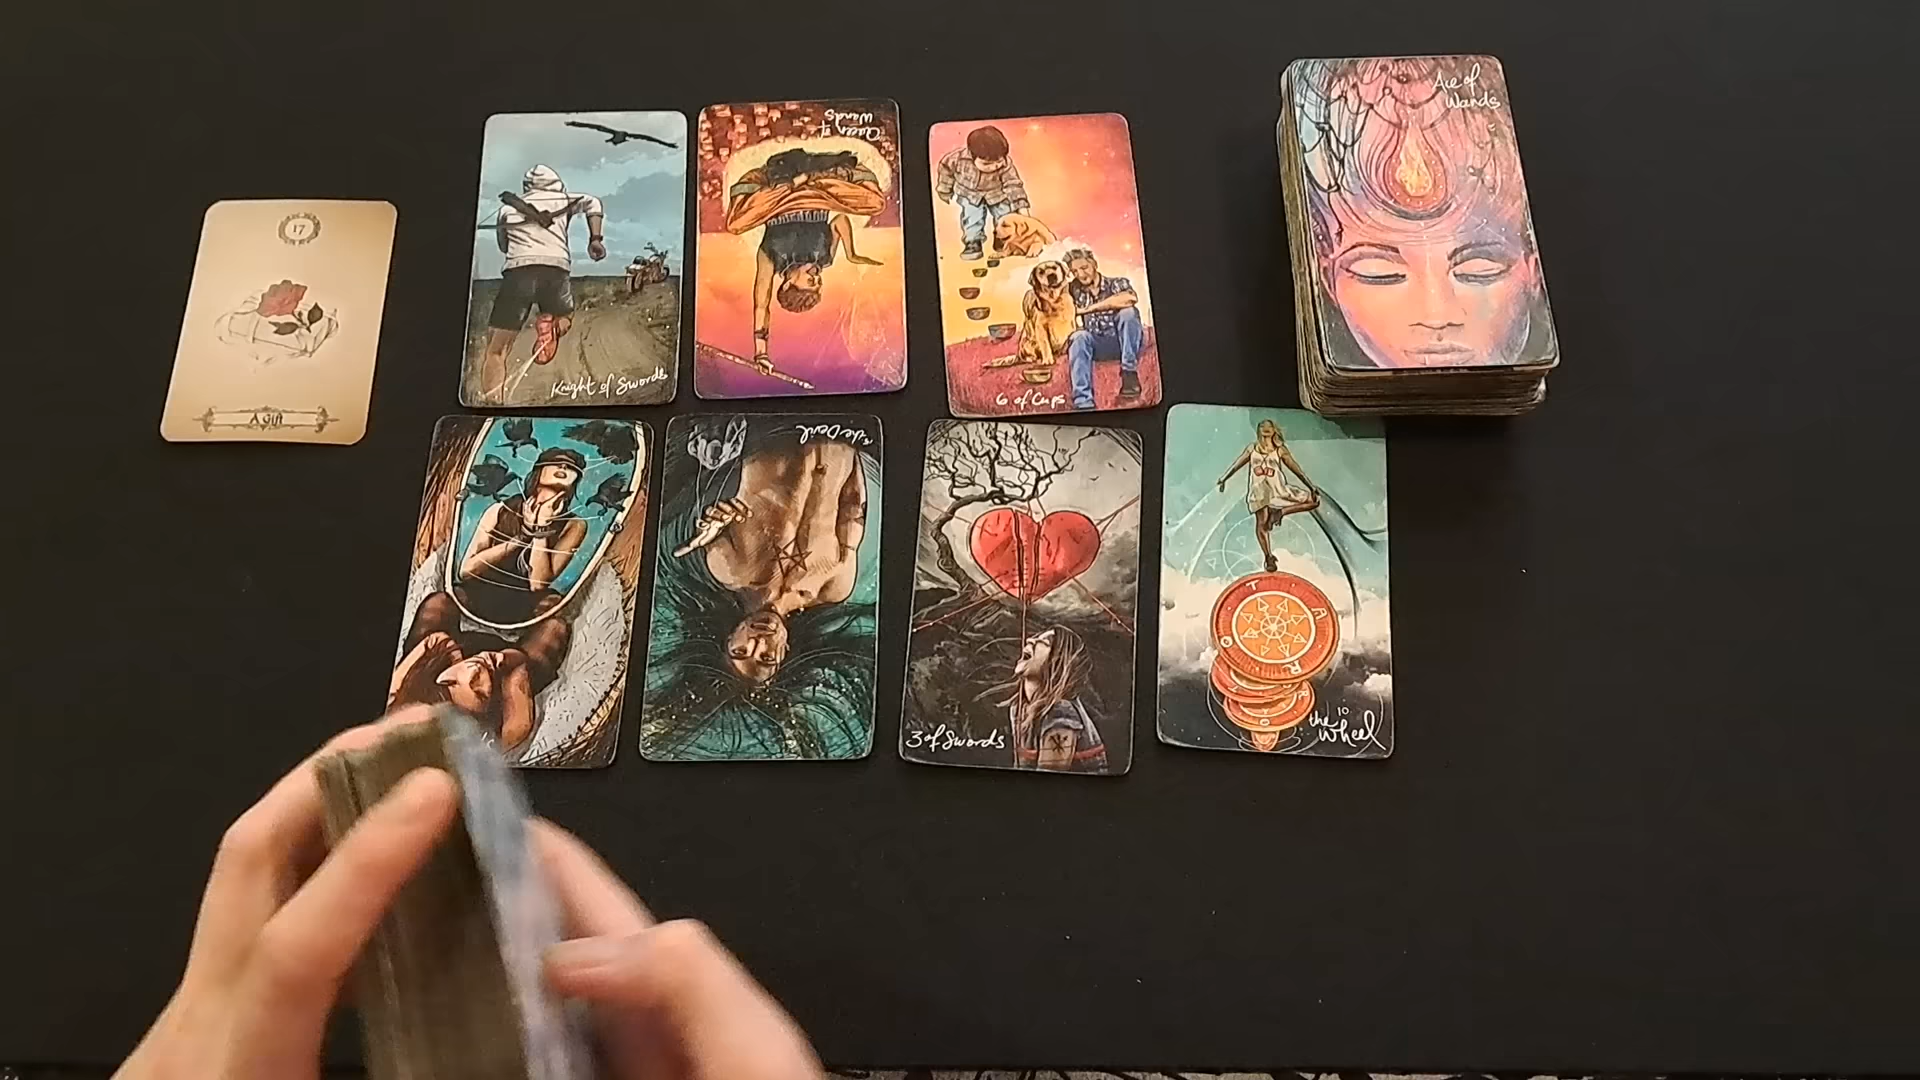 17
A Gift
Knight of Swords
Queen of
Wands
6 of Cups
Ace of
Wands
15 the Devil
3 of Swords
T A R O
10
the Wheel